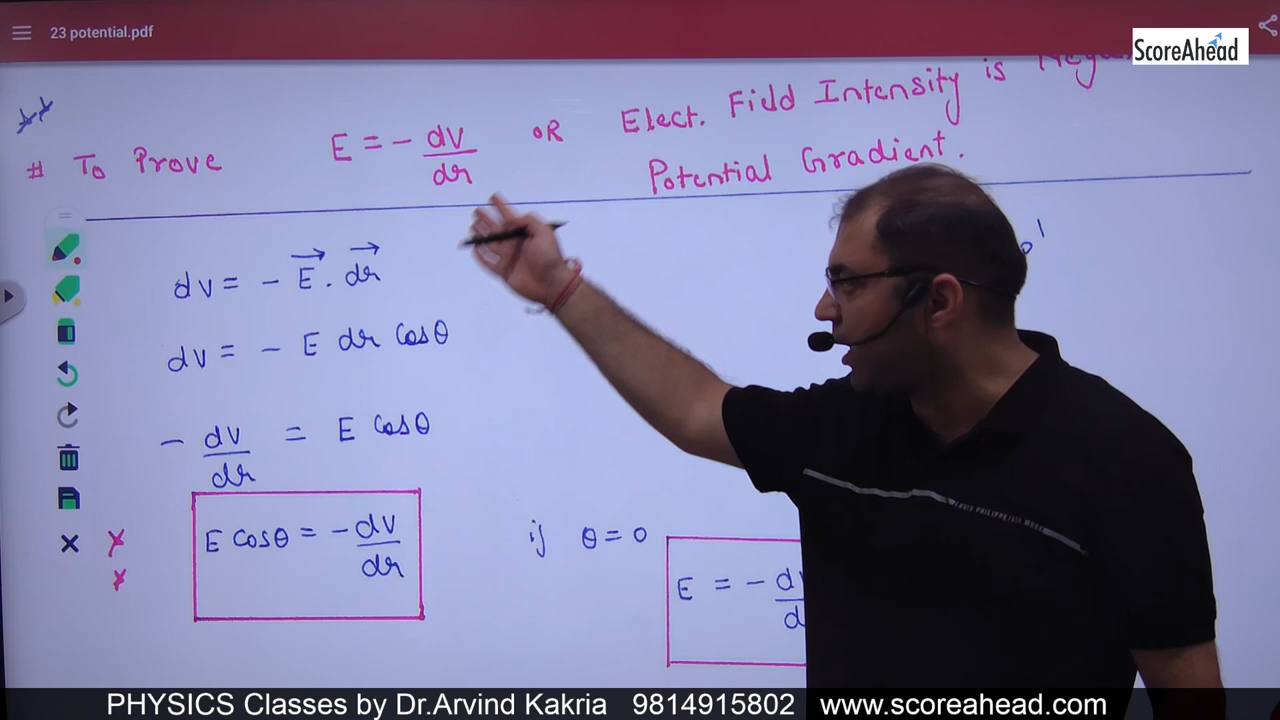 23 potential.pdf
ScoreAhead
# To Prove E = - dv/dr OR Elect. Field Intensity is
Potential Gradient.
dv = - E⃗ . dr⃗
dv = - E dr cosθ
- dv/dr = E cosθ
E cosθ = - dv/dr
if θ = 0
E = -
PHYSICS Classes by Dr.Arvind Kakria 9814915802 www.scoreahead.com